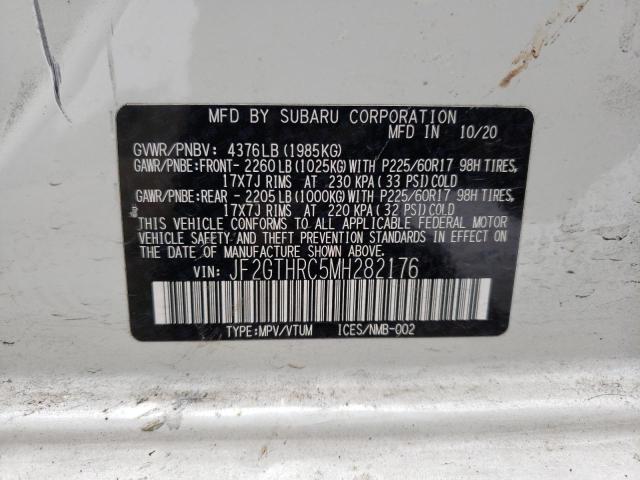 MFD BY SUBARU CORPORATION
MFD IN 10/20
GVWR/PNBV: 4376LB (1985KG)
GAWR/PNBE:FRONT- 2260 LB (1025KG) WITH P225/60R17 98H TIRES,
17X7J RIMS AT 230 KPA ( 33 PSI) COLD
GAWR/PNBE:REAR - 2205 LB (1000KG) WITH P225/60R17 98H TIRES,
17X7J RIMS AT 220 KPA ( 32 PSI) COLD
THIS VEHICLE CONFORMS TO ALL APPLICABLE FEDERAL MOTOR
VEHICLE SAFETY AND THEFT PREVENTION STANDARDS IN EFFECT
ON THE DATE OF MANUFACTURE SHOWN ABOVE.
VIN: JF2GTHRC5MH282176
TYPE:MPV/VTUM ICES/NMB-002